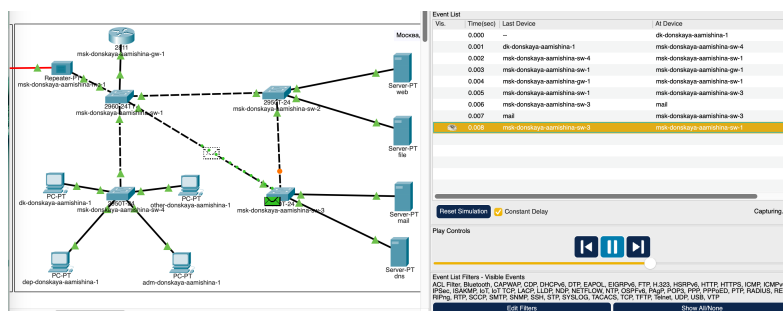 Москва,
2811
msk-donskaya-aamishina-gw-1
Repeater-PT
2960-24TT
msk-donskaya-aamishina-sw-1
2950T-24
msk-donskaya-aamishina-sw-2
Server-PT
web
Server-PT
file
PC-PT
dk-donskaya-aamishina-1
PC-PT
other-donskaya-aamishina-1
msk-donskaya-aamishina-sw-4
msk-donskaya-aamishina-sw-3
Server-PT
mail
PC-PT
dep-donskaya-aamishina-1
PC-PT
adm-donskaya-aamishina-1
Server-PT
dns
Event List
Vis. Time(sec) Last Device At Device
0.000 -- dk-donskaya-aamishina-1
0.001 dk-donskaya-aamishina-1 msk-donskaya-aamishina-sw-4
0.002 msk-donskaya-aamishina-sw-4 msk-donskaya-aamishina-sw-1
0.003 msk-donskaya-aamishina-sw-1 msk-donskaya-aamishina-gw-1
0.004 msk-donskaya-aamishina-gw-1 msk-donskaya-aamishina-sw-1
0.005 msk-donskaya-aamishina-sw-1 msk-donskaya-aamishina-sw-3
0.006 msk-donskaya-aamishina-sw-3 mail
0.007 mail msk-donskaya-aamishina-sw-3
0.008 msk-donskaya-aamishina-sw-3 msk-donskaya-aamishina-sw-1
Reset Simulation Constant Delay Capturing.
Play Controls
Event List Filters - Visible Events
ACL Filter, Bluetooth, CAPWAP, CDP, DHCPv6, DTP, EAPOL, EIGRPv6, FTP, H.323, HSRPv6, HTTP, HTTPS, ICMP, ICMPv
IPSec, ISAKMP, IoT, IoT TCP, LACP, LLDP, NDP, NETFLOW, NTP, OSPFv6, PAgP, POP3, PPP, PPPoED, PTP, RADIUS, RE
RIPng, RTP, SCCP, SMTP, SNMP, SSH, STP, SYSLOG, TACACS, TCP, TFTP, Telnet, UDP, USB, VTP
Edit Filters Show All/None